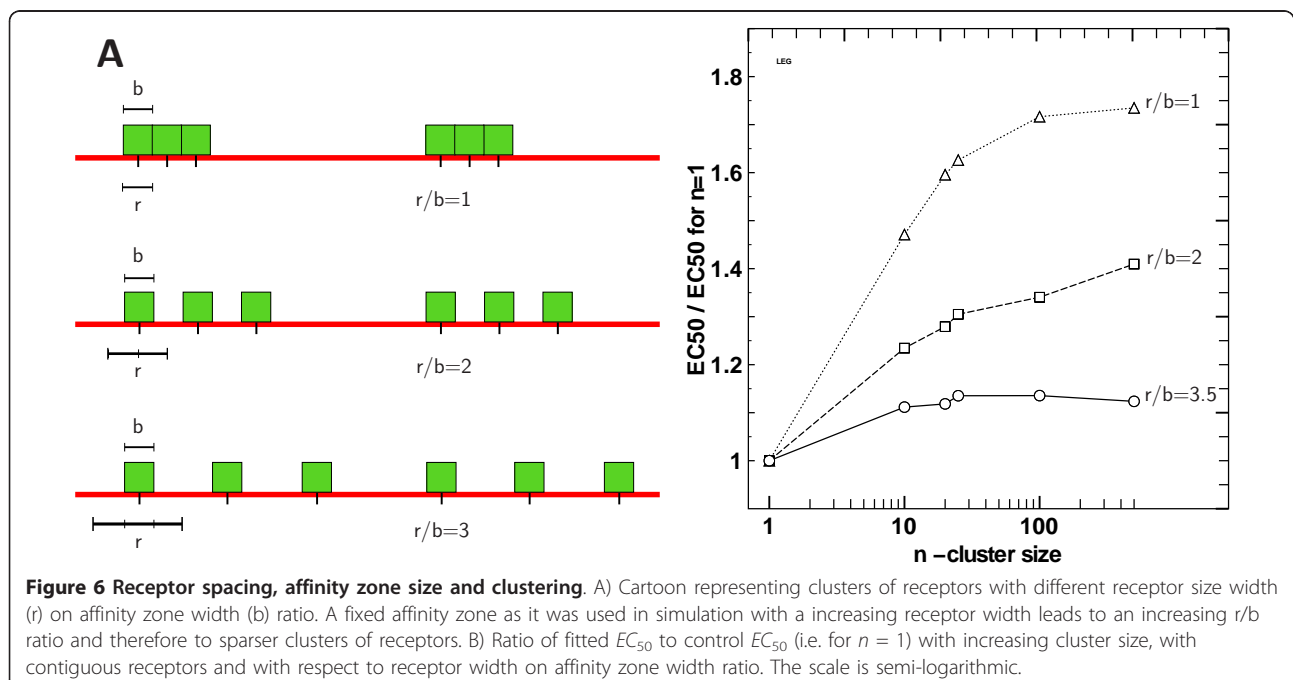 A
b
r
r/b=1
b
r
r/b=2
b
r
r/b=3
LEG
EC50 / EC50 for n=1
1.8
1.6
1.4
1.2
1
r/b=1
r/b=2
r/b=3.5
1
10
100
n –cluster size
Figure 6 Receptor spacing, affinity zone size and clustering. A) Cartoon representing clusters of receptors with different receptor size width
(r) on affinity zone width (b) ratio. A fixed affinity zone as it was used in simulation with a increasing receptor width leads to an increasing r/b
ratio and therefore to sparser clusters of receptors. B) Ratio of fitted EC50 to control EC50 (i.e. for n = 1) with increasing cluster size, with
contiguous receptors and with respect to receptor width on affinity zone width ratio. The scale is semi-logarithmic.